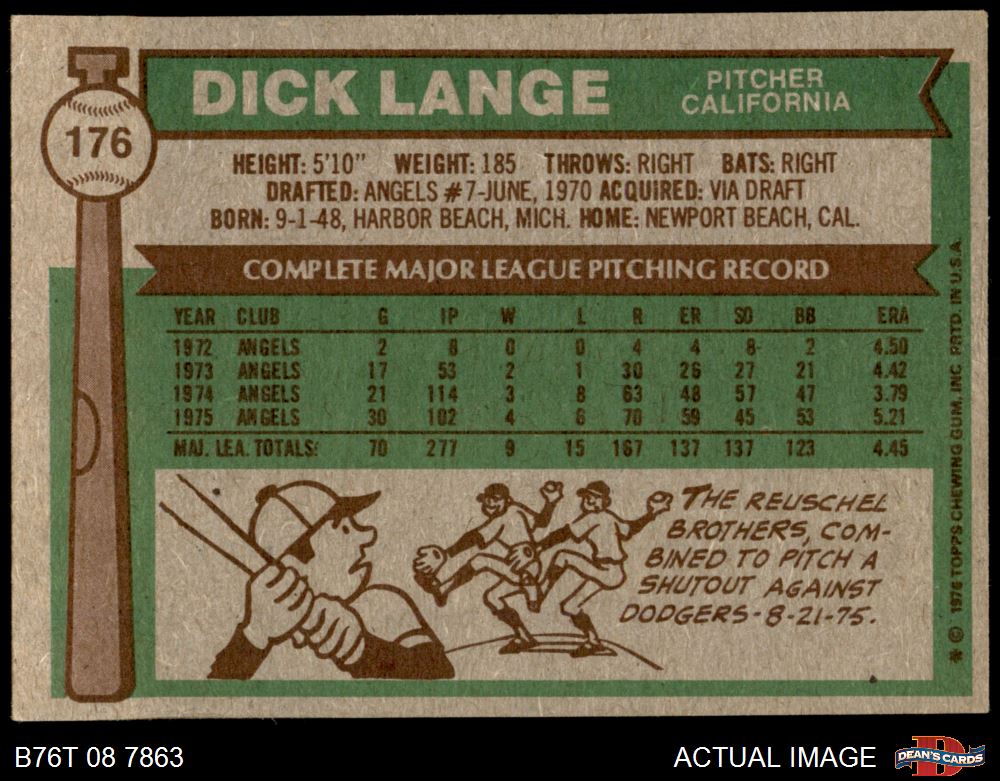 DICK LANGE
PITCHER
CALIFORNIA
176
HEIGHT: 5'10" WEIGHT: 185 THROWS: RIGHT BATS: RIGHT
DRAFTED: ANGELS #7-JUNE, 1970 ACQUIRED: VIA DRAFT
BORN: 9-1-48, HARBOR BEACH, MICH. HOME: NEWPORT BEACH, CAL.
COMPLETE MAJOR LEAGUE PITCHING RECORD
YEAR CLUB G IP W L R ER SO BB ERA
1972 ANGELS 2 8 0 0 4 4 8 2 4.50
1973 ANGELS 17 53 2 1 30 26 27 21 4.42
1974 ANGELS 21 114 3 8 63 48 57 47 3.79
1975 ANGELS 30 102 4 6 70 59 45 53 5.21
MAJ. LEA. TOTALS: 70 277 9 15 167 137 137 123 4.45
THE REUSCHEL
BROTHERS, COM-
BINED TO PITCH A
SHUTOUT AGAINST
DODGERS-8-21-75.
* © 1976 TOPPS CHEWING GUM, INC. PRTD. IN U.S.A.
B76T 08 7863
ACTUAL IMAGE
D
DEAN'S CARDS